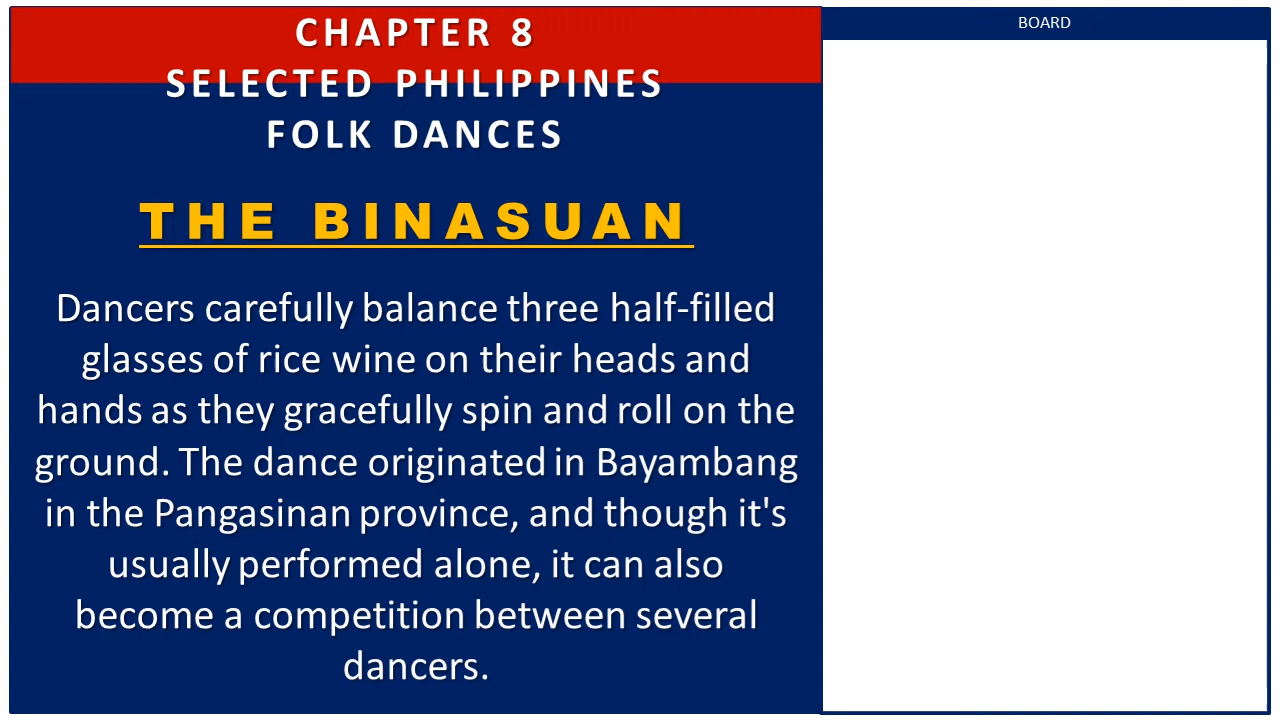 CHAPTER 8
SELECTED PHILIPPINES
FOLK DANCES
THE BINASUAN
Dancers carefully balance three half-filled
glasses of rice wine on their heads and
hands as they gracefully spin and roll on the
ground. The dance originated in Bayambang
in the Pangasinan province, and though it's
usually performed alone, it can also
become a competition between several
dancers.
BOARD